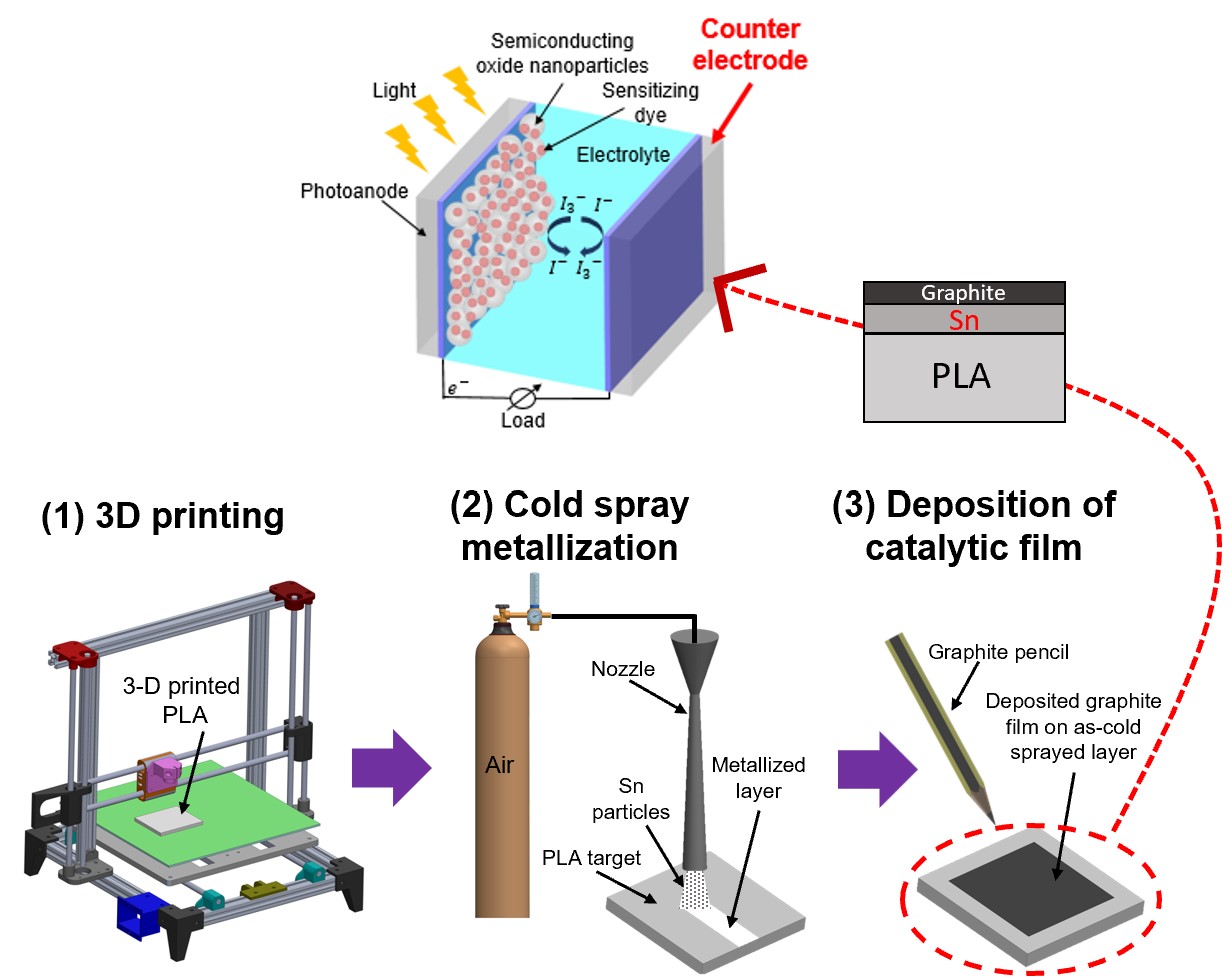 Semiconducting
oxide nanoparticles
Counter
electrode
Light
Sensitizing
dye
Electrolyte
Photoanode
I₃⁻ I⁻
I⁻ I₃⁻
e⁻
Load
Graphite
Sn
PLA
(1) 3D printing
(2) Cold spray
metallization
(3) Deposition of
catalytic film
3-D printed
PLA
Air
Nozzle
Sn
particles
Metallized
layer
PLA target
Graphite pencil
Deposited graphite
film on as-cold
sprayed layer